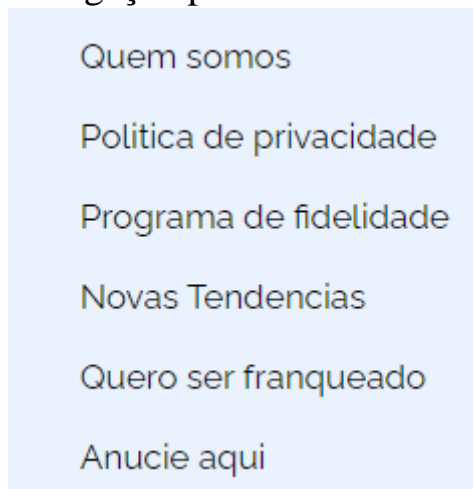 Quem somos
Politica de privacidade
Programa de fidelidade
Novas Tendencias
Quero ser franqueado
Anucie aqui